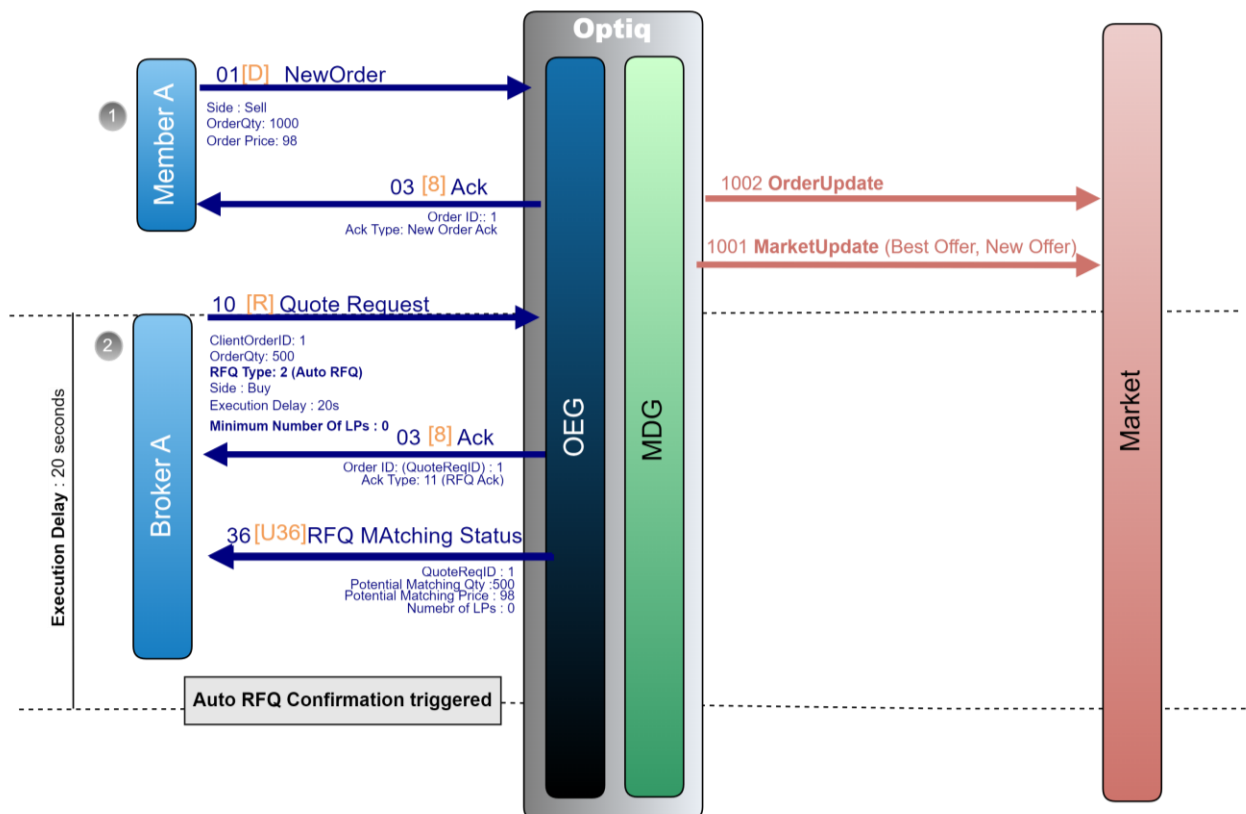 Optiq
01[D] NewOrder
1
Member A
Side : Sell
OrderQty: 1000
Order Price: 98
03 [8] Ack
Order ID:: 1
Ack Type: New Order Ack
1002 OrderUpdate
1001 MarketUpdate (Best Offer, New Offer)
OEG
MDG
Market
10 [R] Quote Request
2
Broker A
ClientOrderID: 1
OrderQty: 500
RFQ Type: 2 (Auto RFQ)
Side : Buy
Execution Delay : 20s
Minimum Number Of LPs : 0
03 [8] Ack
Order ID: (QuoteReqID) : 1
Ack Type: 11 (RFQ Ack)
Execution Delay : 20 seconds
36 [U36]RFQ MAtching Status
QuoteReqID : 1
Potential Matching Qty :500
Potential Matching Price : 98
Numebr of LPs : 0
Auto RFQ Confirmation triggered